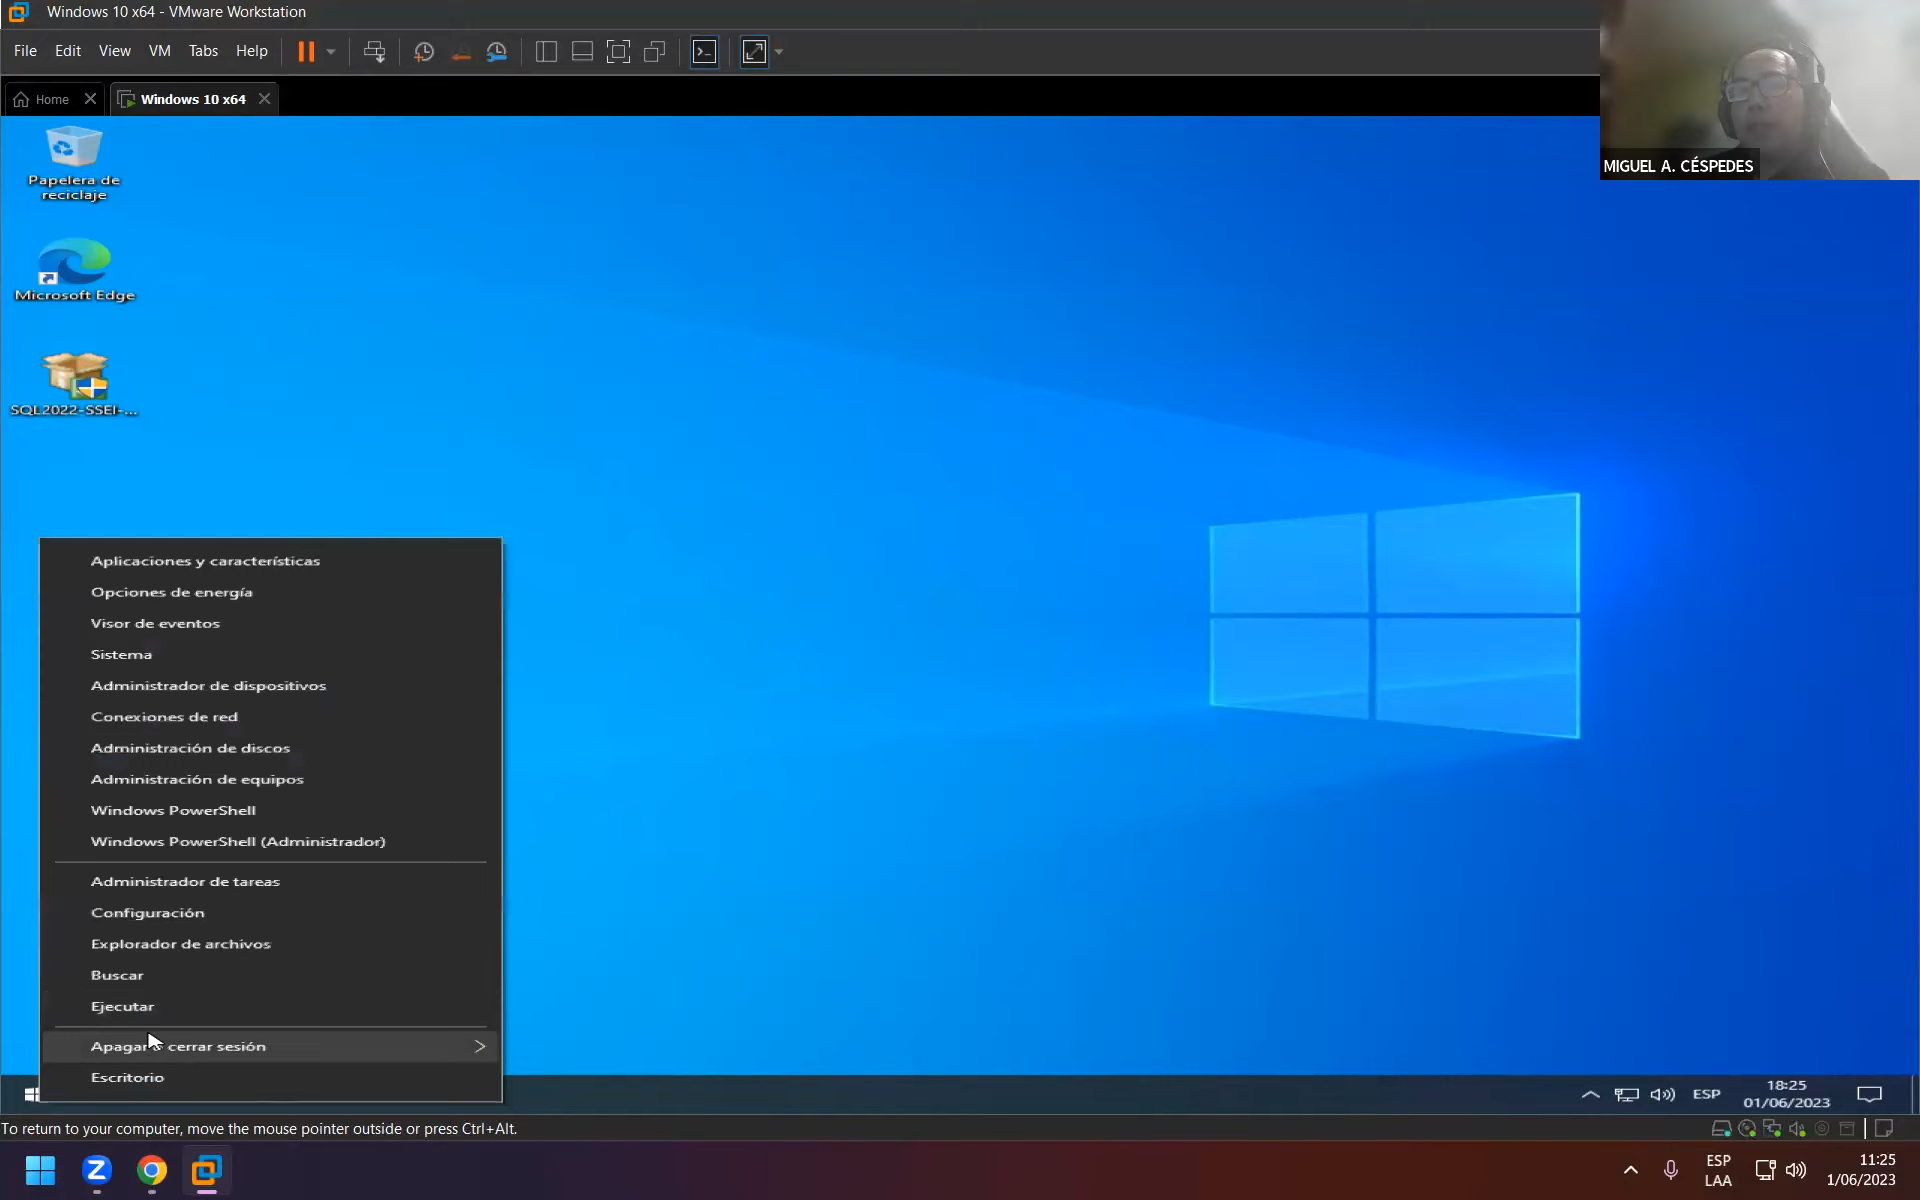 Windows 10 x64 - VMware Workstation
File Edit View VM Tabs Help
Home
Windows 10 x64
MIGUEL A. CÉSPEDES
Papelera de
reciclaje
Microsoft Edge
SQL2022-SSEI-...
Aplicaciones y características
Opciones de energía
Visor de eventos
Sistema
Administrador de dispositivos
Conexiones de red
Administración de discos
Administración de equipos
Windows PowerShell
Windows PowerShell (Administrador)
Administrador de tareas
Configuración
Explorador de archivos
Buscar
Ejecutar
Apagar o cerrar sesión
Escritorio
ESP
18:25
01/06/2023
To return to your computer, move the mouse pointer outside or press Ctrl+Alt.
ESP
LAA
11:25
1/06/2023